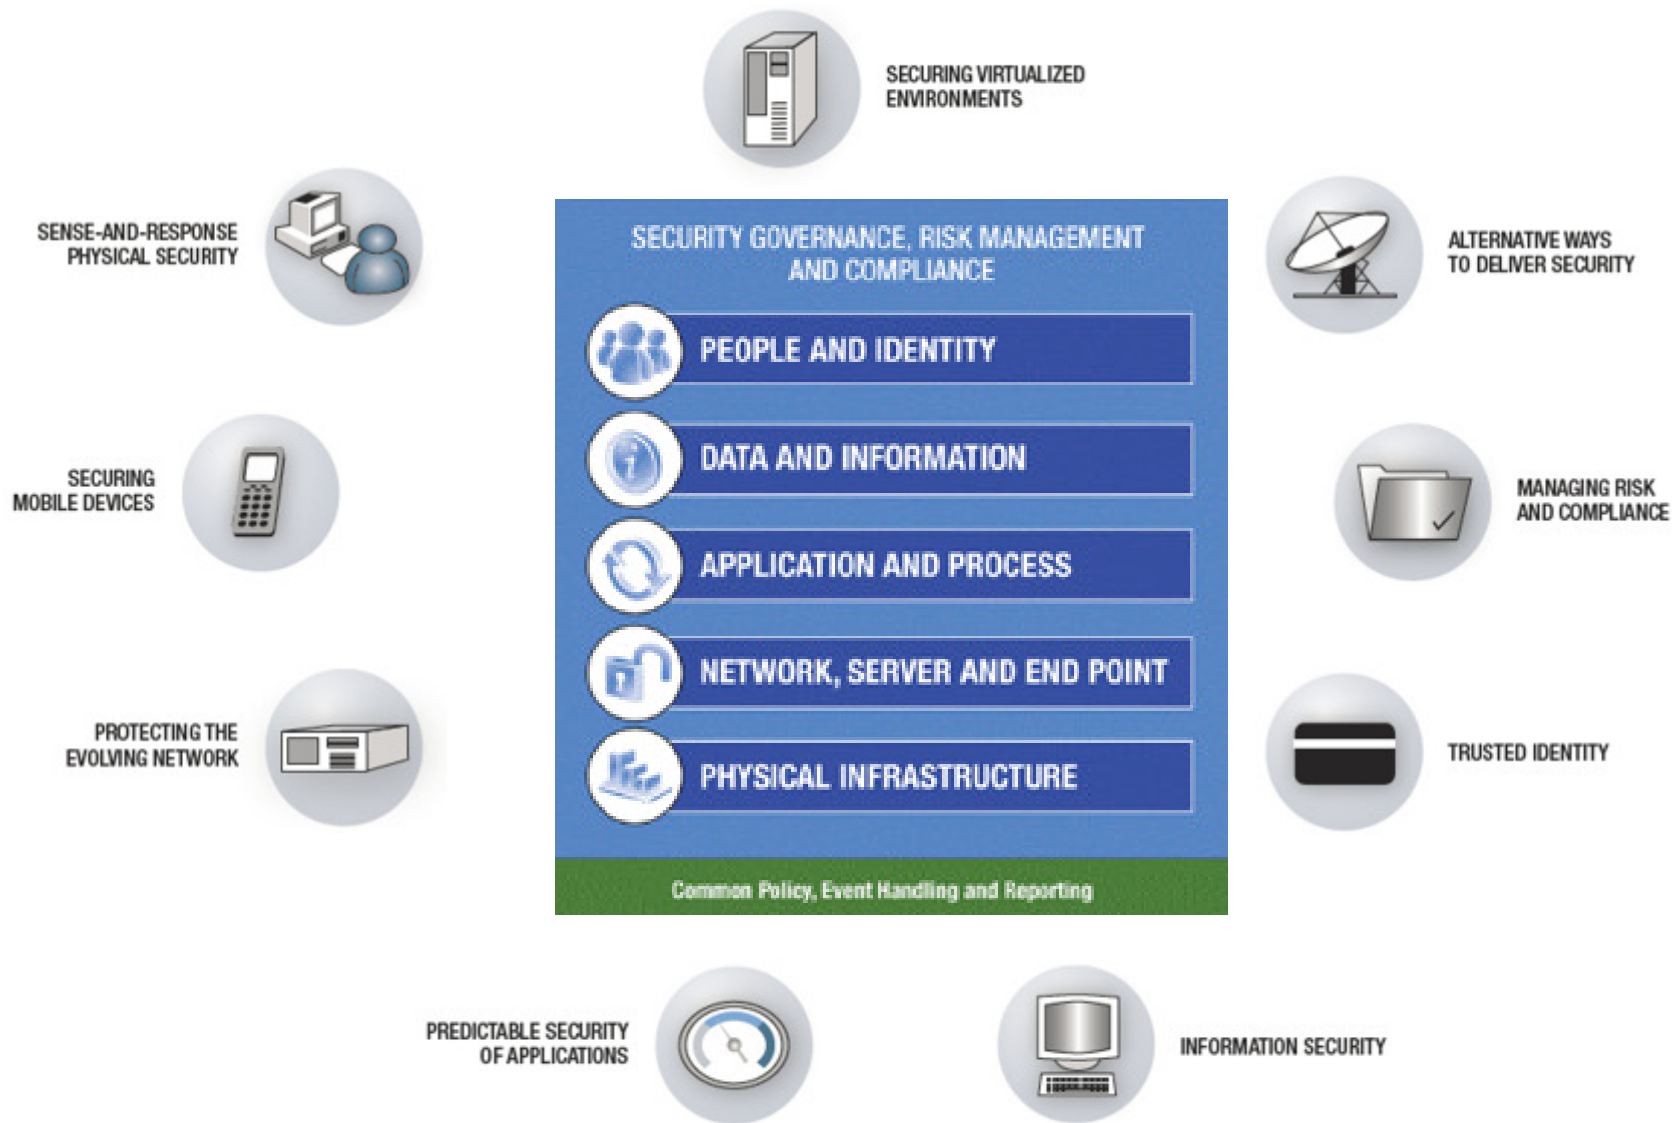 SECURING VIRTUALIZED
ENVIRONMENTS
SENSE-AND-RESPONSE
PHYSICAL SECURITY
ALTERNATIVE WAYS
TO DELIVER SECURITY
SECURITY GOVERNANCE, RISK MANAGEMENT
AND COMPLIANCE
PEOPLE AND IDENTITY
DATA AND INFORMATION
APPLICATION AND PROCESS
NETWORK, SERVER AND END POINT
PHYSICAL INFRASTRUCTURE
Common Policy, Event Handling and Reporting
SECURING
MOBILE DEVICES
MANAGING RISK
AND COMPLIANCE
PROTECTING THE
EVOLVING NETWORK
TRUSTED IDENTITY
PREDICTABLE SECURITY
OF APPLICATIONS
INFORMATION SECURITY